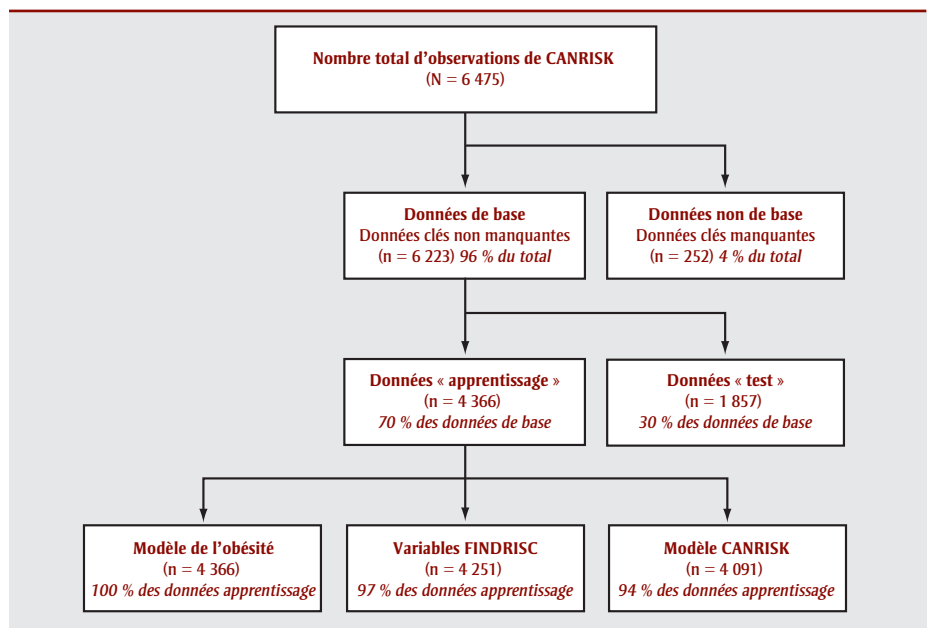 Nombre total d'observations de CANRISK
(N = 6 475)
Données de base
Données clés non manquantes
(n = 6 223) 96 % du total
Données non de base
Données clés manquantes
(n = 252) 4 % du total
Données « apprentissage »
(n = 4 366)
70 % des données de base
Données « test »
(n = 1 857)
30 % des données de base
Modèle de l'obésité
(n = 4 366)
100 % des données apprentissage
Variables FINDRISC
(n = 4 251)
97 % des données apprentissage
Modèle CANRISK
(n = 4 091)
94 % des données apprentissage